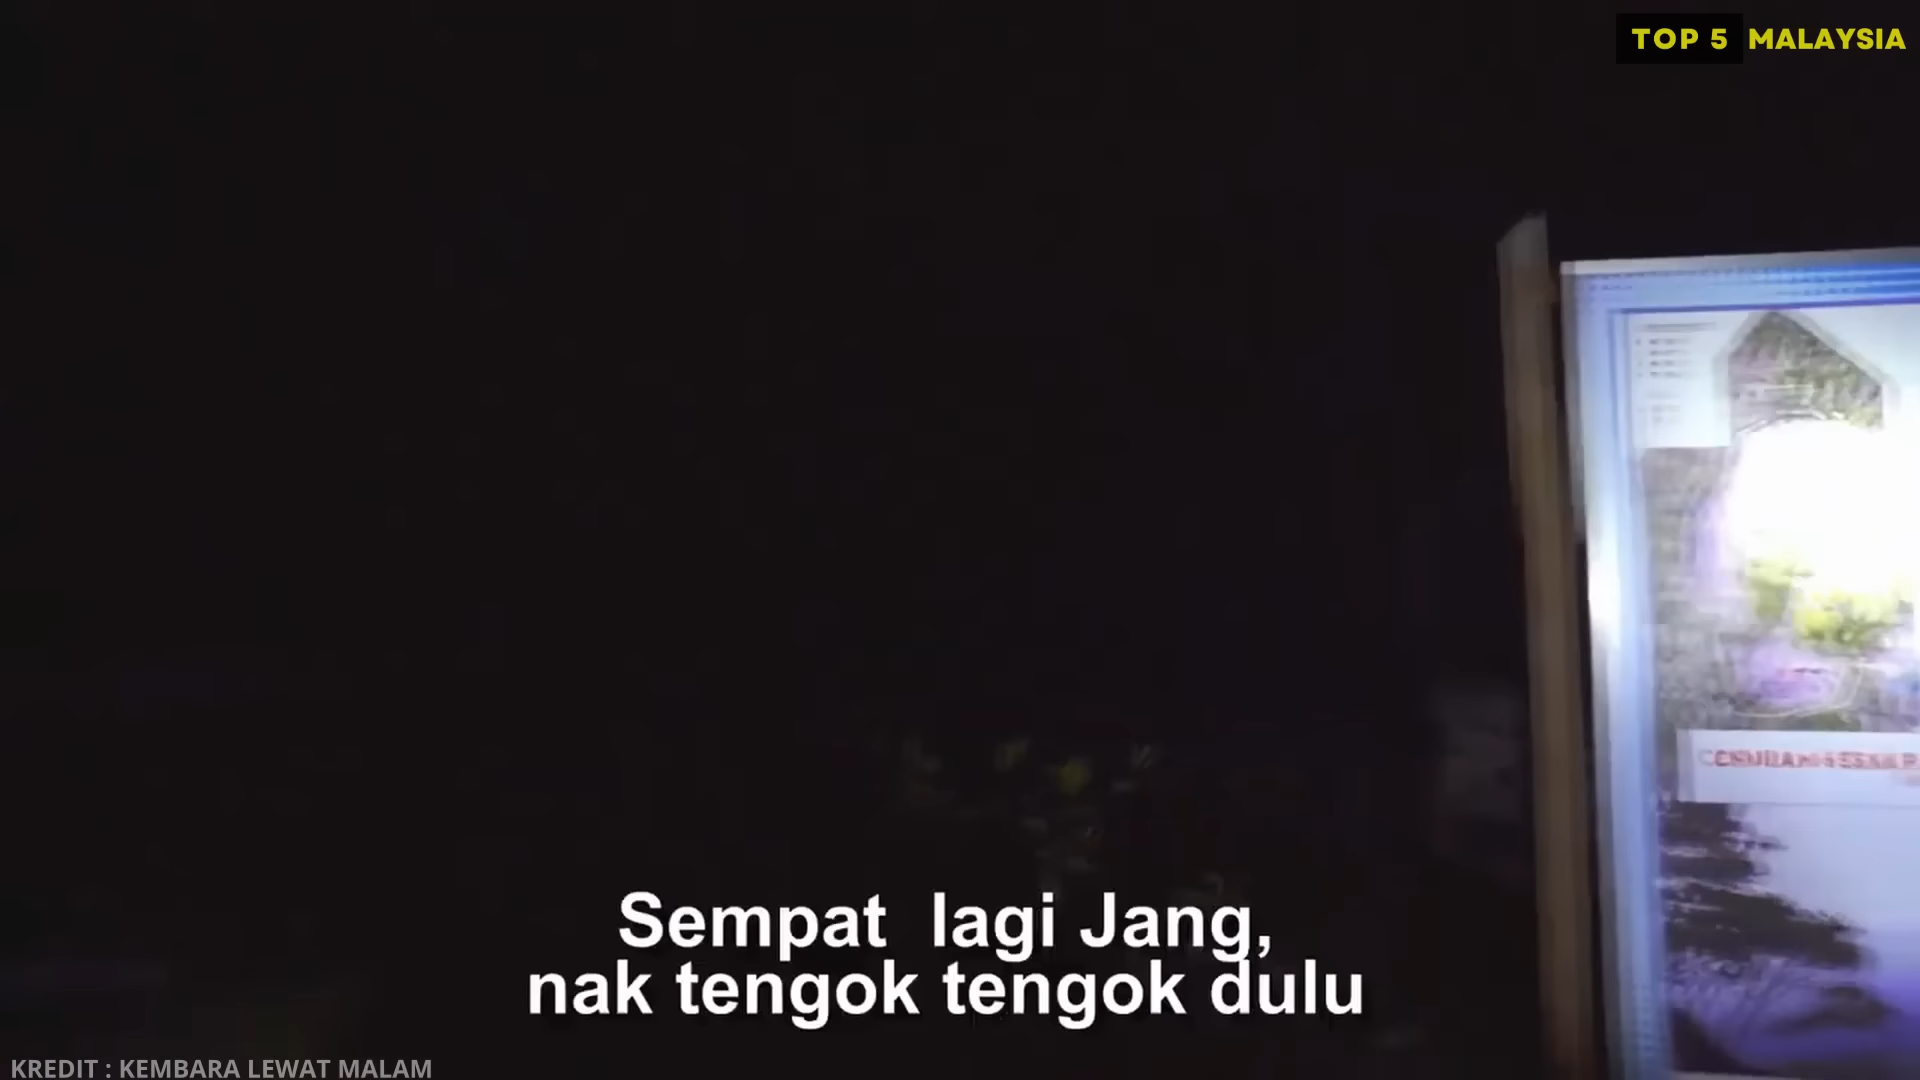 TOP 5 MALAYSIA
Sempat lagi Jang,
nak tengok tengok dulu
KREDIT : KEMBARA LEWAT MALAM